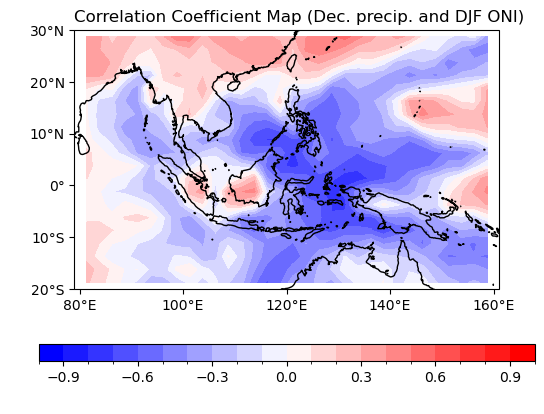 Correlation Coefficient Map (Dec. precip. and DJF ONI)
30°N
20°N
10°N
0°
10°S
20°S
80°E 100°E 120°E 140°E 160°E
−0.9 −0.6 −0.3 0.0 0.3 0.6 0.9